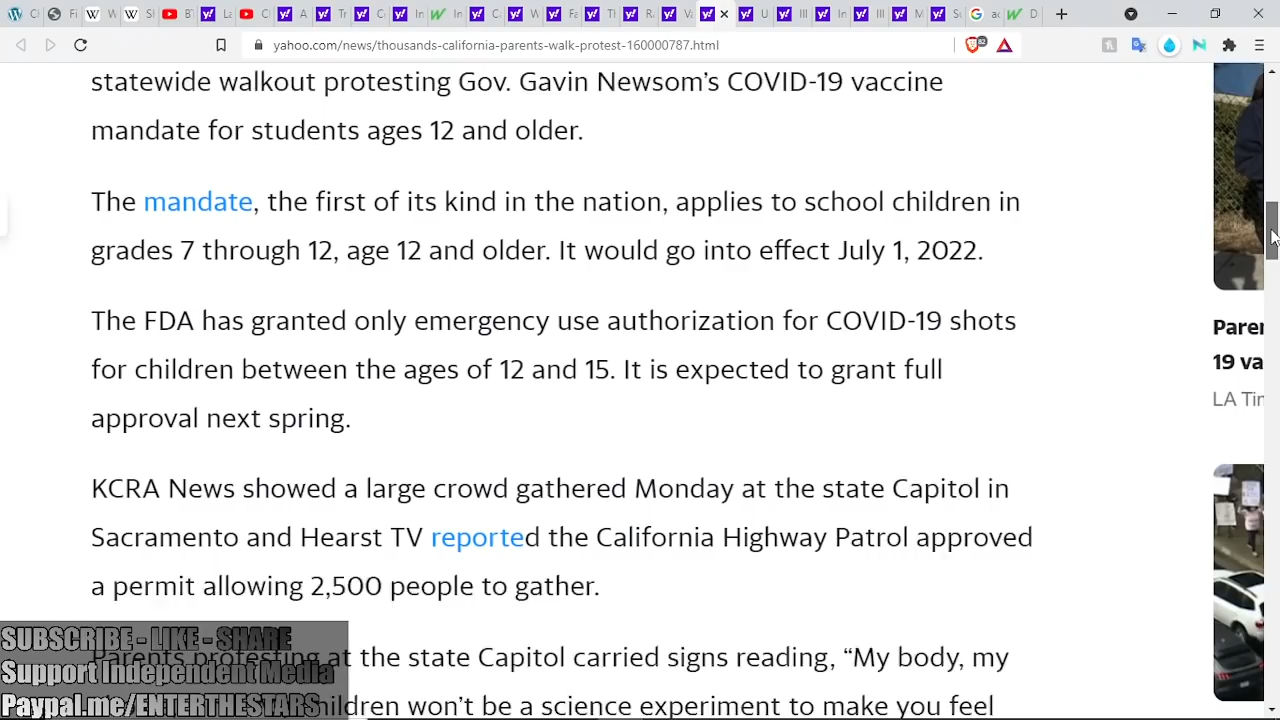 yahoo.com/news/thousands-california-parents-walk-protest-160000787.html
statewide walkout protesting Gov. Gavin Newsom’s COVID-19 vaccine
mandate for students ages 12 and older.
The mandate, the first of its kind in the nation, applies to school children in
grades 7 through 12, age 12 and older. It would go into effect July 1, 2022.
The FDA has granted only emergency use authorization for COVID-19 shots
for children between the ages of 12 and 15. It is expected to grant full
approval next spring.
KCRA News showed a large crowd gathered Monday at the state Capitol in
Sacramento and Hearst TV reported the California Highway Patrol approved
a permit allowing 2,500 people to gather.
Parents protesting at the state Capitol carried signs reading, “My body, my
won’t be a science experiment to make you feel
19
LA
SUBSCRIBE - LIKE - SHARE
Support Independent Media
Paypal.me/ENTERTHESTARS